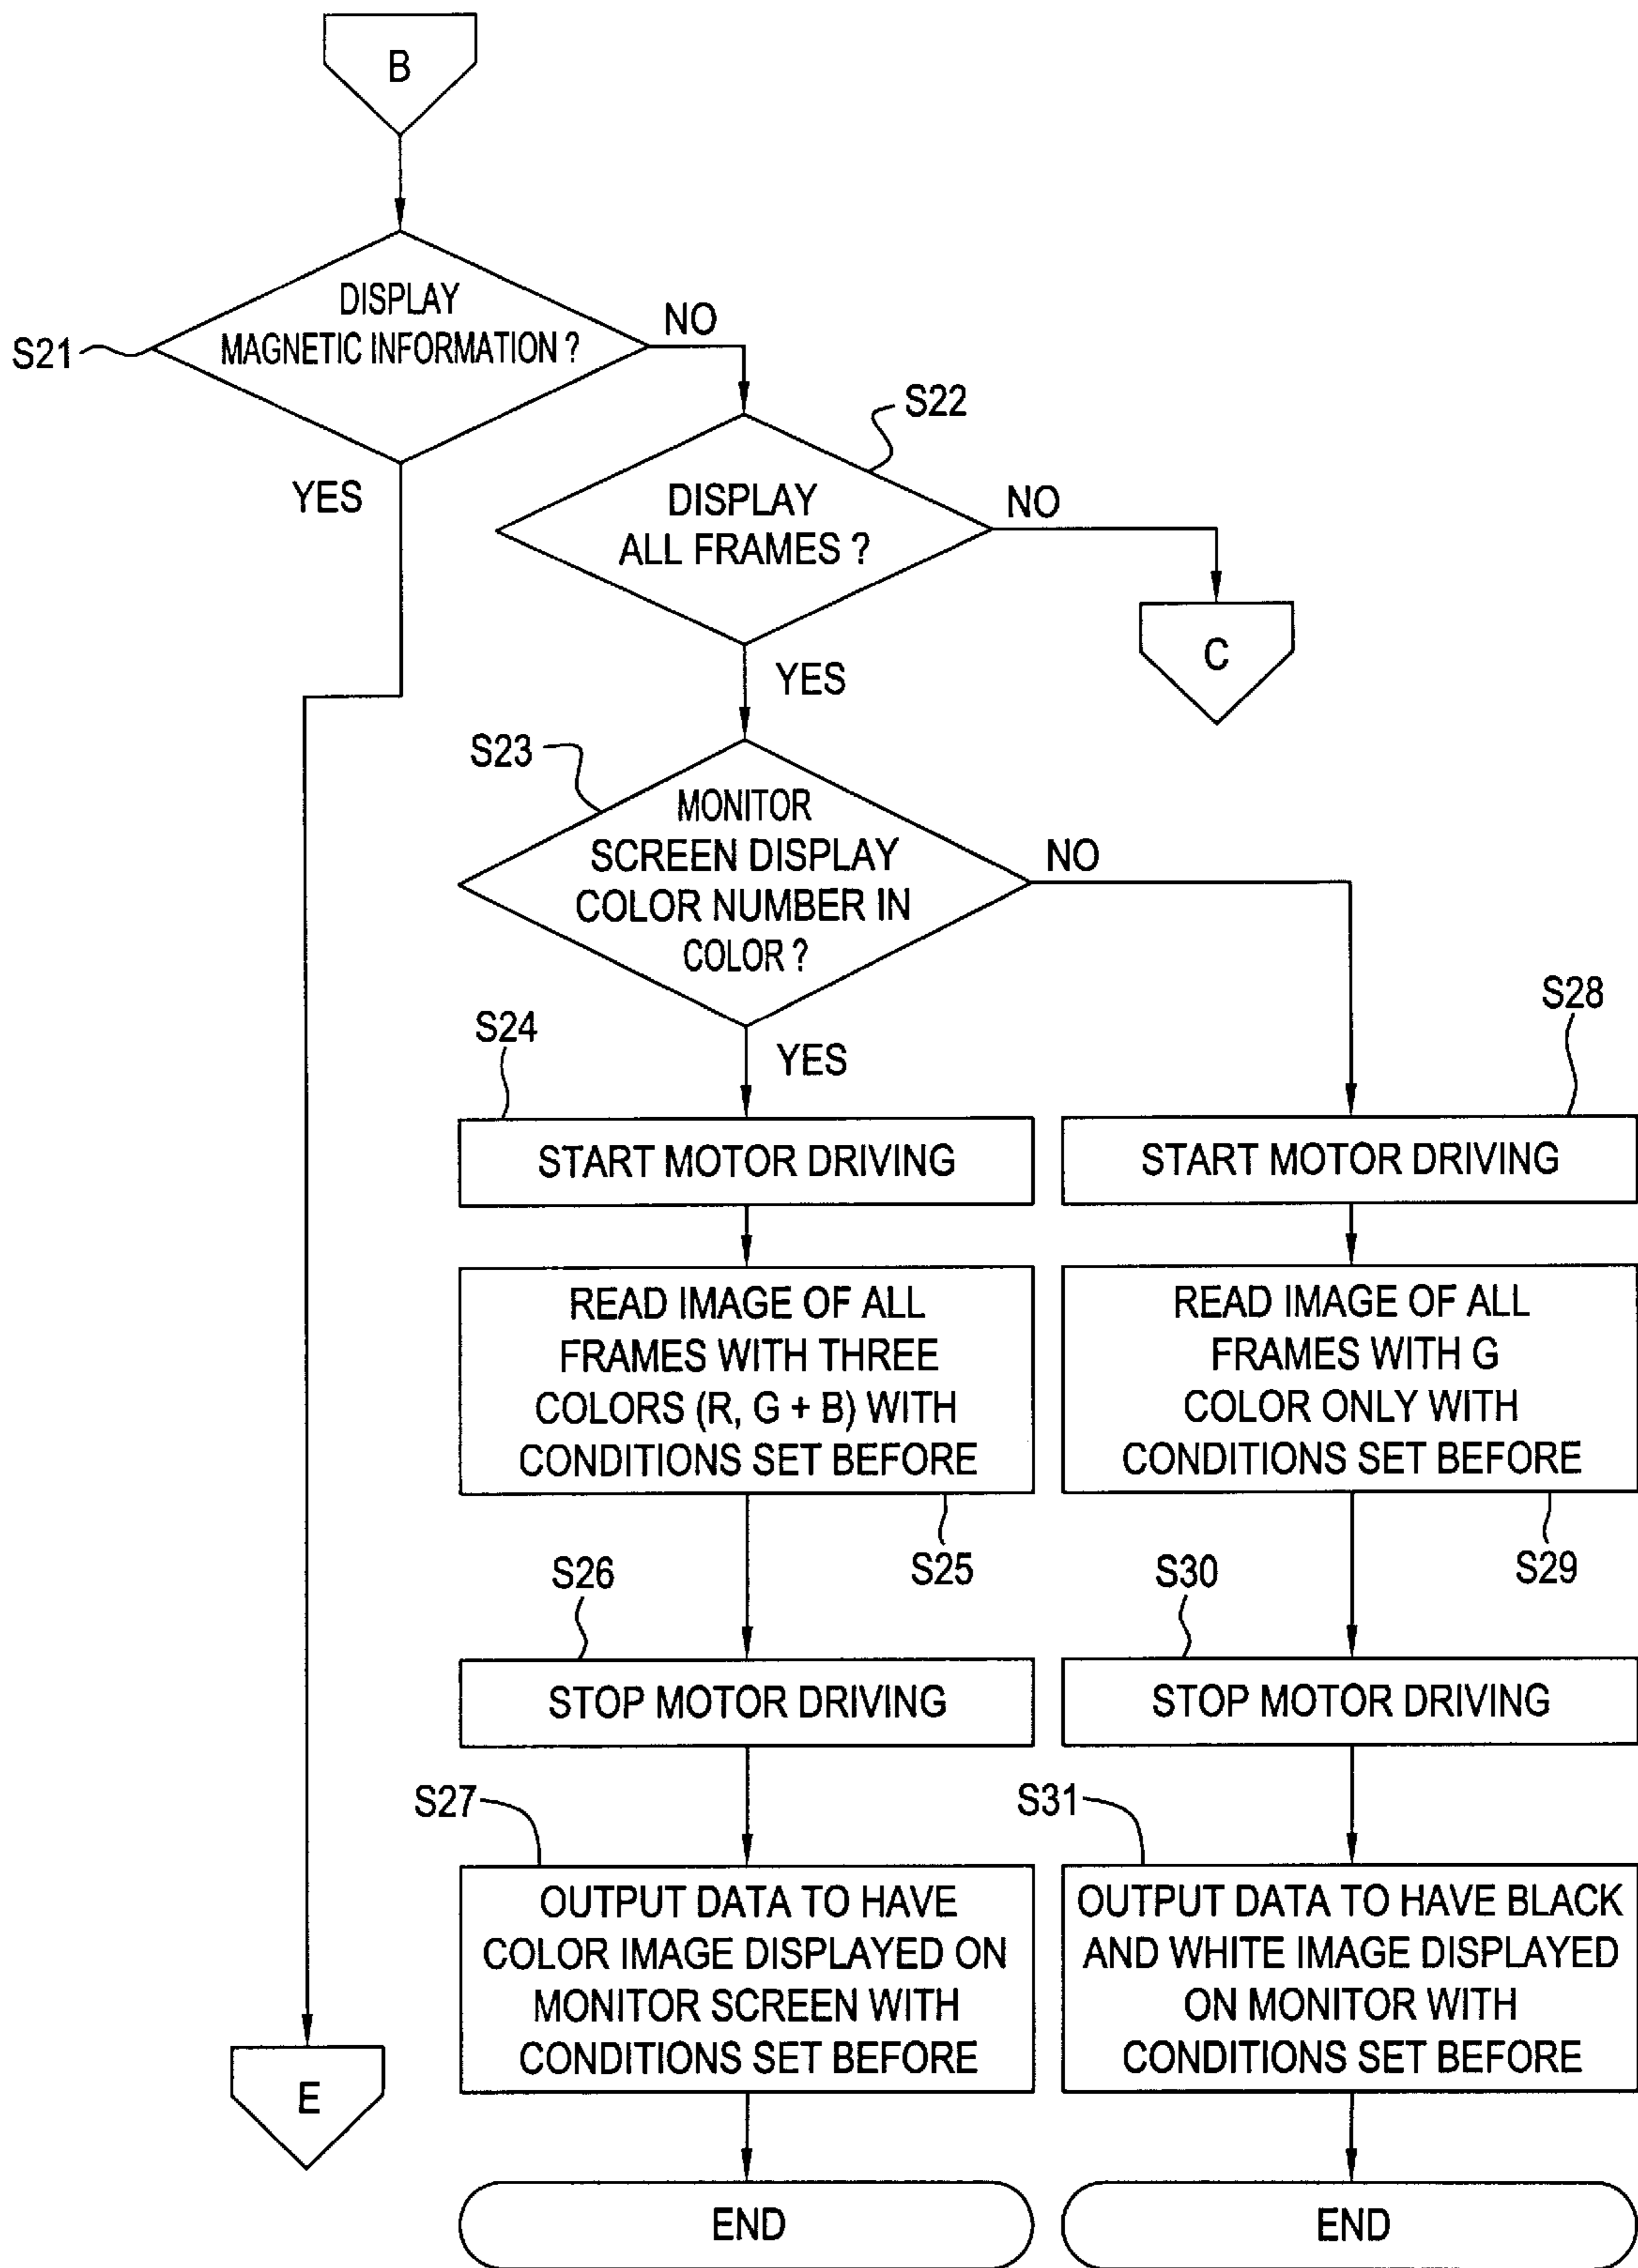 B
DISPLAY
MAGNETIC INFORMATION ?
S21
NO
YES
S22
DISPLAY
ALL FRAMES ?
NO
C
YES
S23
MONITOR
SCREEN DISPLAY
COLOR NUMBER IN
COLOR ?
NO
YES
S24
S28
START MOTOR DRIVING
START MOTOR DRIVING
READ IMAGE OF ALL
FRAMES WITH THREE
COLORS (R, G + B) WITH
CONDITIONS SET BEFORE
S25
READ IMAGE OF ALL
FRAMES WITH G
COLOR ONLY WITH
CONDITIONS SET BEFORE
S29
S26
STOP MOTOR DRIVING
S30
STOP MOTOR DRIVING
S27
OUTPUT DATA TO HAVE
COLOR IMAGE DISPLAYED ON
MONITOR SCREEN WITH
CONDITIONS SET BEFORE
S31
OUTPUT DATA TO HAVE BLACK
AND WHITE IMAGE DISPLAYED
ON MONITOR WITH
CONDITIONS SET BEFORE
E
END
END